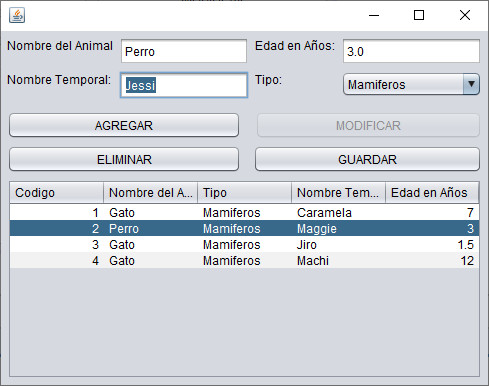 Nombre del Animal Perro Edad en Años: 3.0
Nombre Temporal: Jessi Tipo: Mamiferos
AGREGAR MODIFICAR
ELIMINAR GUARDAR
Codigo Nombre del A... Tipo Nombre Tem... Edad en Años
1 Gato Mamiferos Caramela 7
2 Perro Mamiferos Maggie 3
3 Gato Mamiferos Jiro 1.5
4 Gato Mamiferos Machi 12